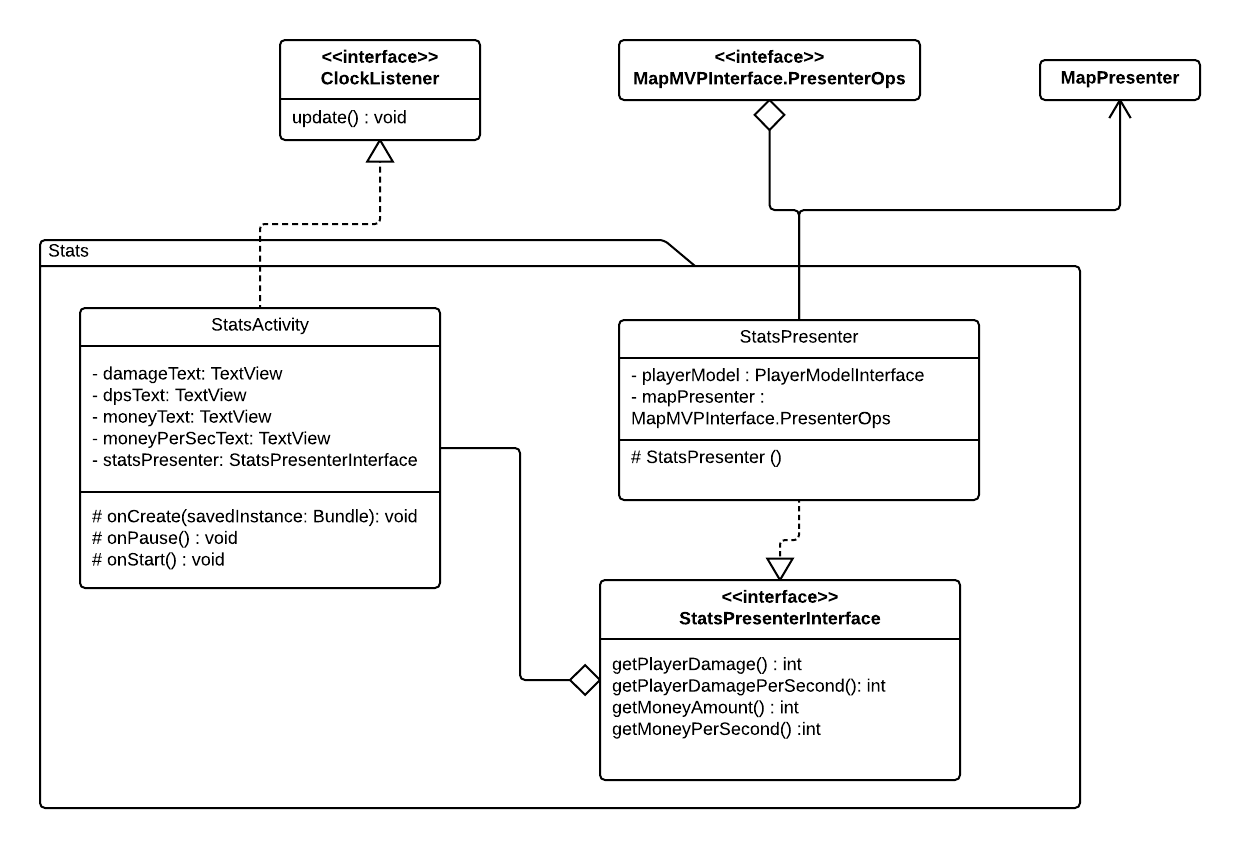 <<interface>>
ClockListener
update() : void
<<inteface>>
MapMVPInterface.PresenterOps
MapPresenter
Stats
StatsActivity
- damageText: TextView
- dpsText: TextView
- moneyText: TextView
- moneyPerSecText: TextView
- statsPresenter: StatsPresenterInterface
# onCreate(savedInstance: Bundle): void
# onPause() : void
# onStart() : void
StatsPresenter
- playerModel : PlayerModelInterface
- mapPresenter :
MapMVPInterface.PresenterOps
# StatsPresenter ()
<<interface>>
StatsPresenterInterface
getPlayerDamage() : int
getPlayerDamagePerSecond(): int
getMoneyAmount() : int
getMoneyPerSecond() :int